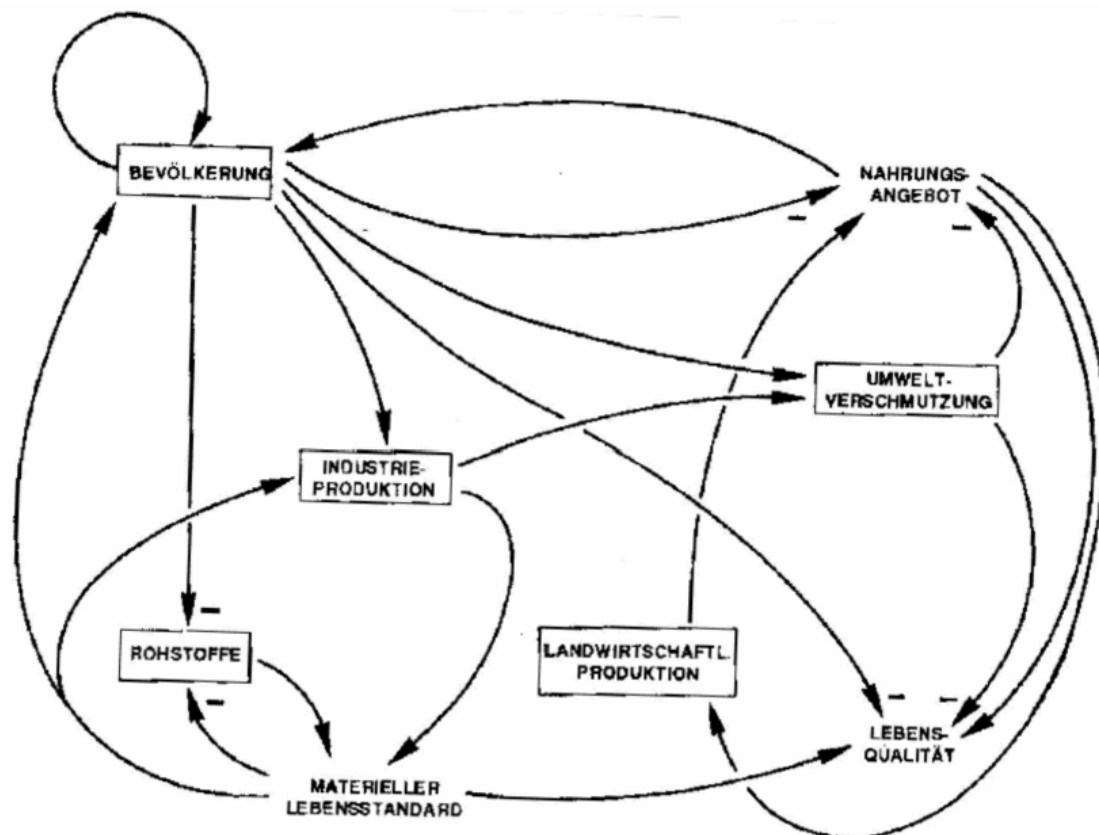 BEVÖLKERUNG
NAHRUNGS-
ANGEBOT
-
-
UMWELT-
VERSCHMUTZUNG
INDUSTRIE-
PRODUKTION
-
ROHSTOFFE
-
LANDWIRTSCHAFTL.
PRODUKTION
- -
LEBENS-
QUALITÄT
MATERIELLER
LEBENSSTANDARD